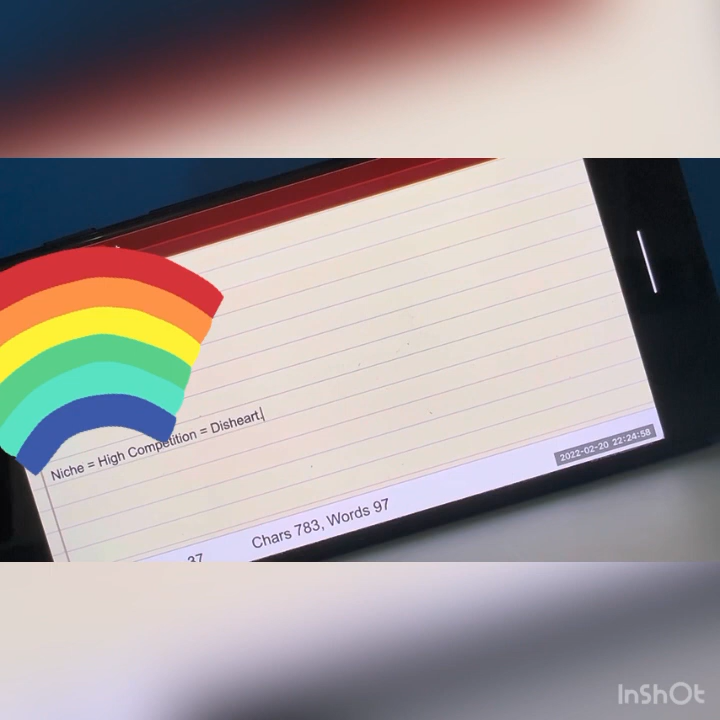 Niche = High Competition = Disheart.
2022-02-20 22:24:58
37
Chars 783, Words 97
InShOt